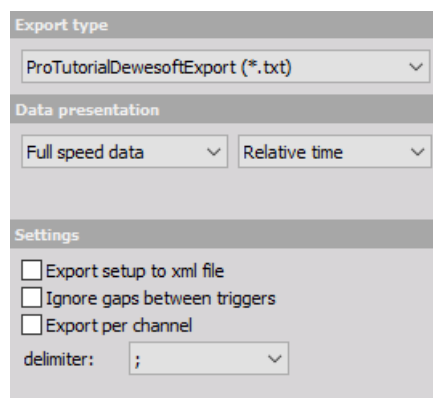 Export type
ProTutorialDewesoftExport (*.txt)
Data presentation
Full speed data Relative time
Settings
Export setup to xml file
Ignore gaps between triggers
Export per channel
delimiter: ;